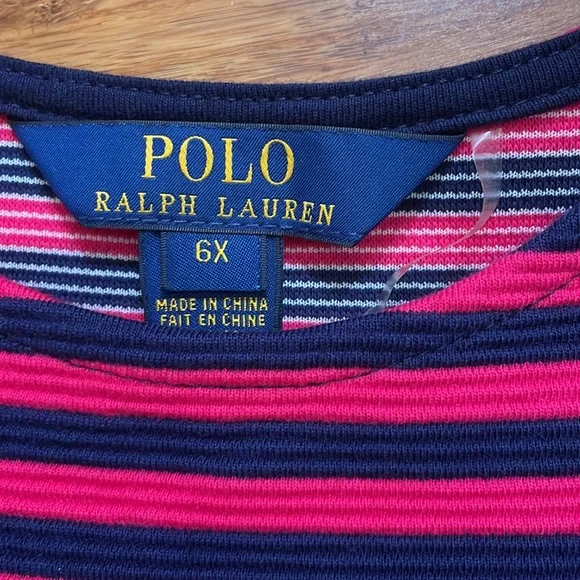 POLO
RALPH LAUREN
6X
MADE IN CHINA
FAIT EN CHINE